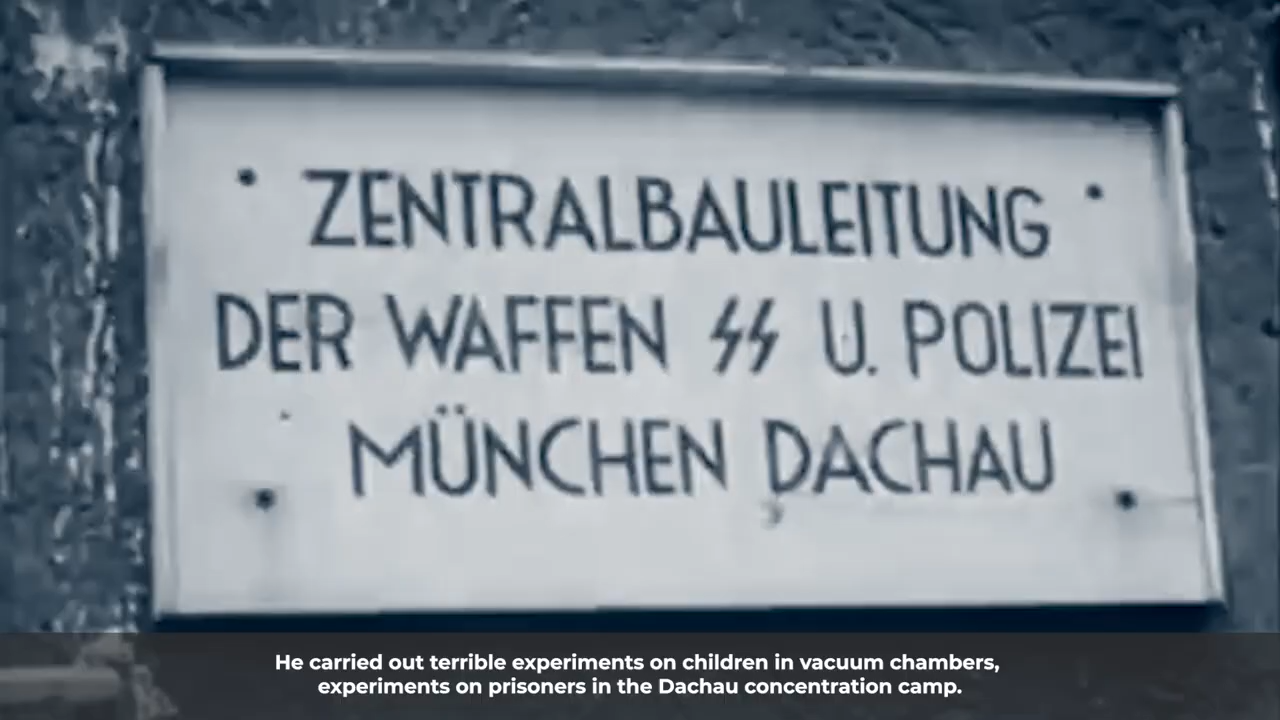 ZENTRALBAULEITUNG
DER WAFFEN ϟϟ U. POLIZEI
MÜNCHEN DACHAU
He carried out terrible experiments on children in vacuum chambers,
experiments on prisoners in the Dachau concentration camp.